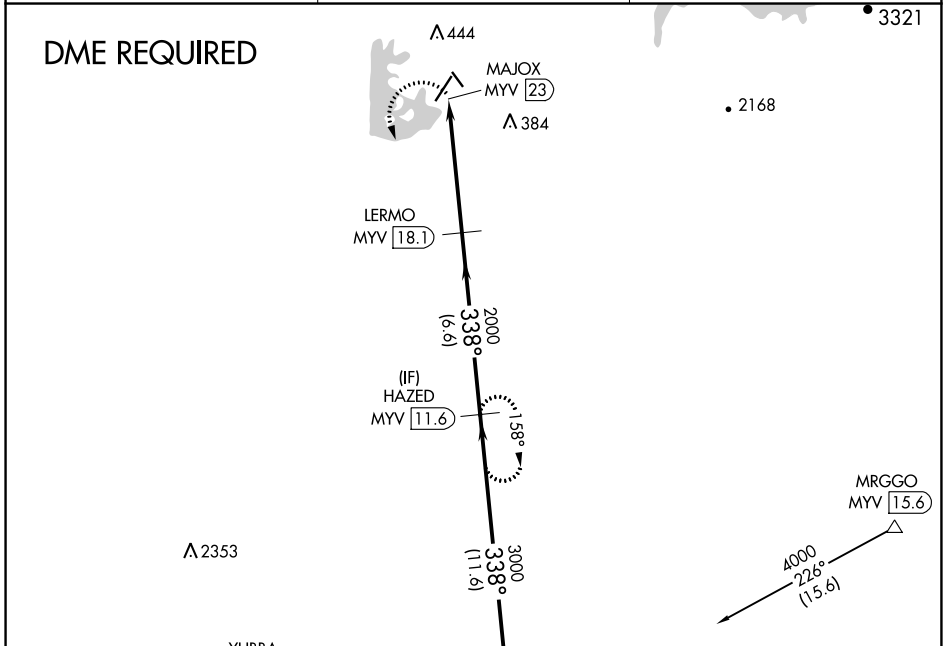 3321
DME REQUIRED
444
MAJOX
MYV 23
2168
384
LERMO
MYV 18.1
2000
338°
(6.6)
(IF)
HAZED
MYV 11.6
158°
MRGGO
MYV 15.6
2353
3000
338°
(11.6)
4000
226°
(15.6)